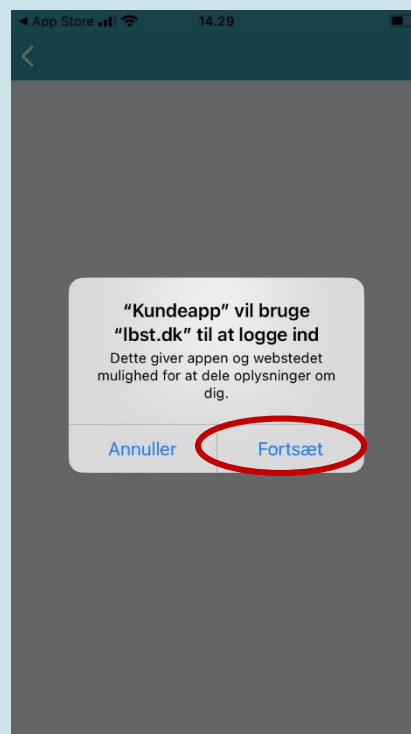 App Store
14.29
“Kundeapp” vil bruge
“lbst.dk” til at logge ind
Dette giver appen og webstedet
mulighed for at dele oplysninger om
dig.
Annuller
Fortsæt